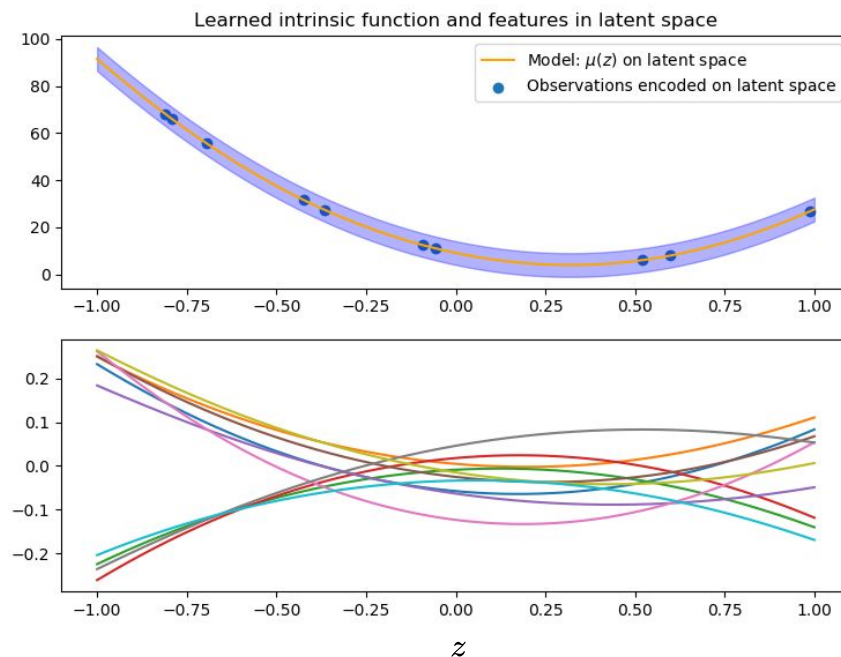 Learned intrinsic function and features in latent space
100
80
60
40
20
0
Model: μ(z) on latent space
Observations encoded on latent space
−1.00 −0.75 −0.50 −0.25 0.00 0.25 0.50 0.75 1.00
0.2
0.1
0.0
−0.1
−0.2
−1.00 −0.75 −0.50 −0.25 0.00 0.25 0.50 0.75 1.00
z